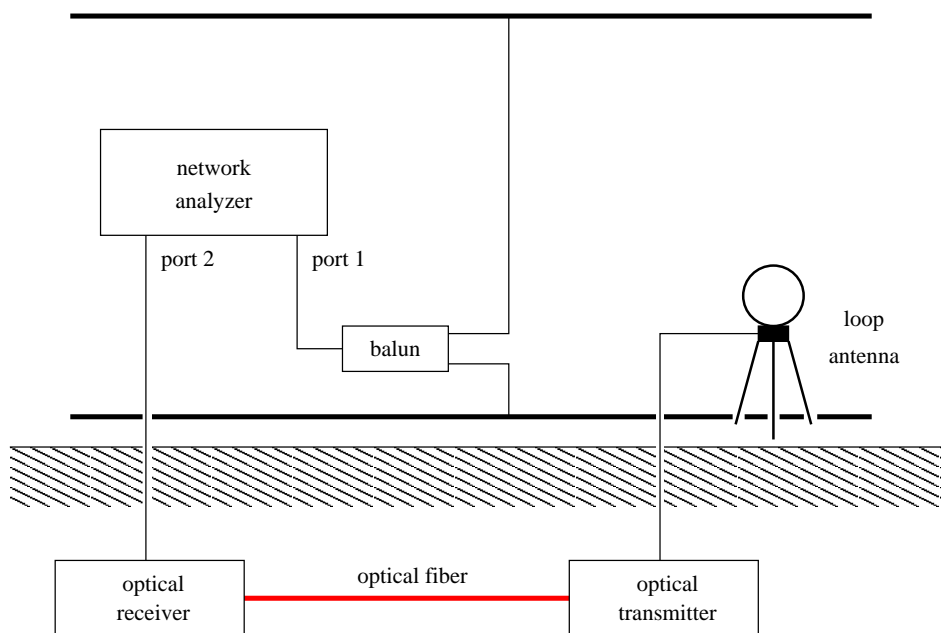 network
analyzer
port 2
port 1
balun
loop
antenna
optical fiber
optical
receiver
optical
transmitter